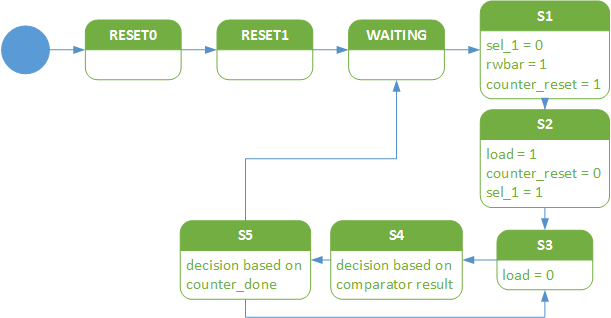 RESET0
RESET1
WAITING
S1
sel_1 = 0
rwbar = 1
counter_reset = 1
S2
load = 1
counter_reset = 0
sel_1 = 1
S3
load = 0
S4
decision based on
comparator result
S5
decision based on
counter_done